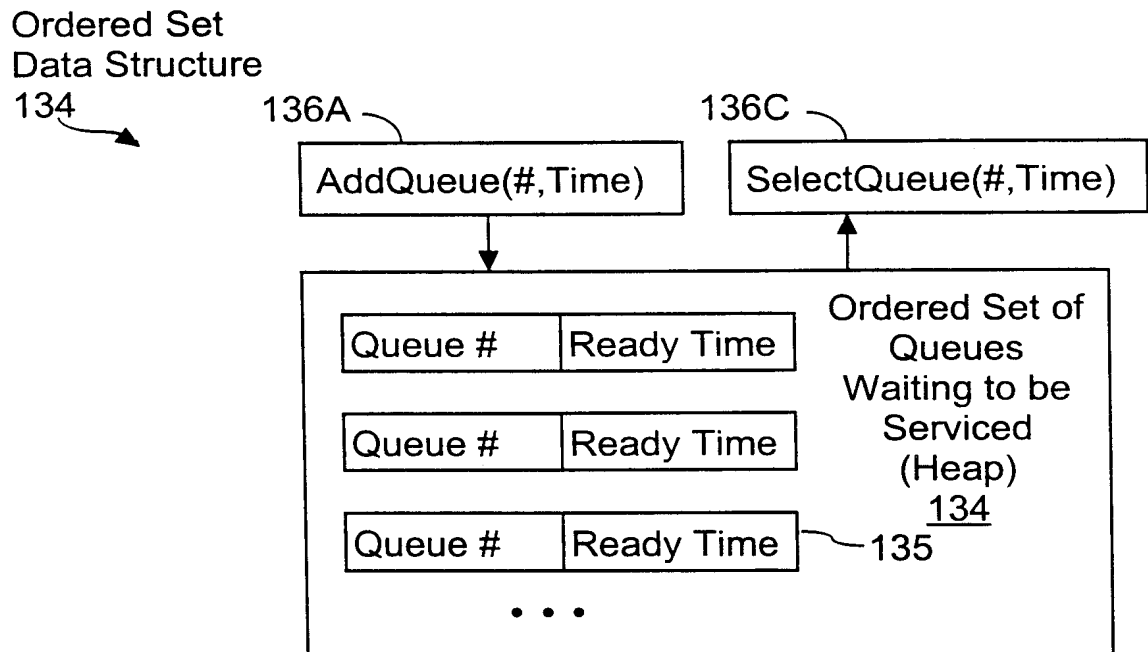 Ordered Set
Data Structure
134
136A
136C
AddQueue(#,Time)
SelectQueue(#,Time)
Queue #
Ready Time
Queue #
Ready Time
Queue #
Ready Time
Ordered Set of
Queues
Waiting to be
Serviced
(Heap)
134
135
• • •